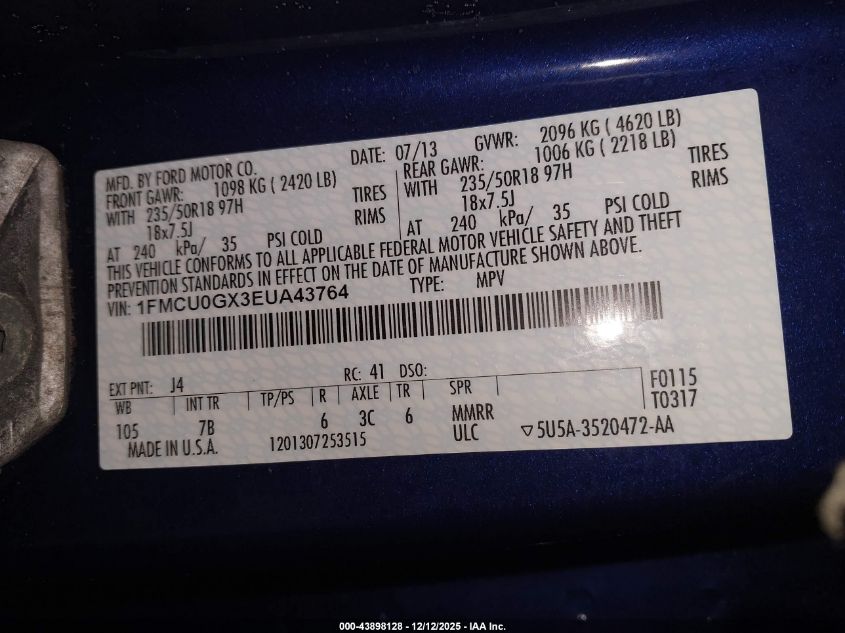 MFD. BY FORD MOTOR CO. DATE: 07/13 GVWR: 2096 KG ( 4620 LB)
FRONT GAWR: 1098 KG ( 2420 LB) REAR GAWR: 1006 KG ( 2218 LB)
WITH 235/50R18 97H TIRES WITH 235/50R18 97H TIRES
18x7.5J RIMS 18x7.5J RIMS
AT 240 kPa/ 35 PSI COLD AT 240 kPa/ 35 PSI COLD
THIS VEHICLE CONFORMS TO ALL APPLICABLE FEDERAL MOTOR VEHICLE SAFETY AND THEFT
PREVENTION STANDARDS IN EFFECT ON THE DATE OF MANUFACTURE SHOWN ABOVE.
VIN: 1FMCU0GX3EUA43764 TYPE: MPV
EXT PNT: J4 RC: 41 DSO:
WB INT TR TP/PS R AXLE TR SPR F0115
105 7B 6 3C 6 MMRR T0317
MADE IN U.S.A. 1201307253515 ULC ▽5U5A-3520472-AA
000-43898128 - 12/12/2025 - IAA Inc.